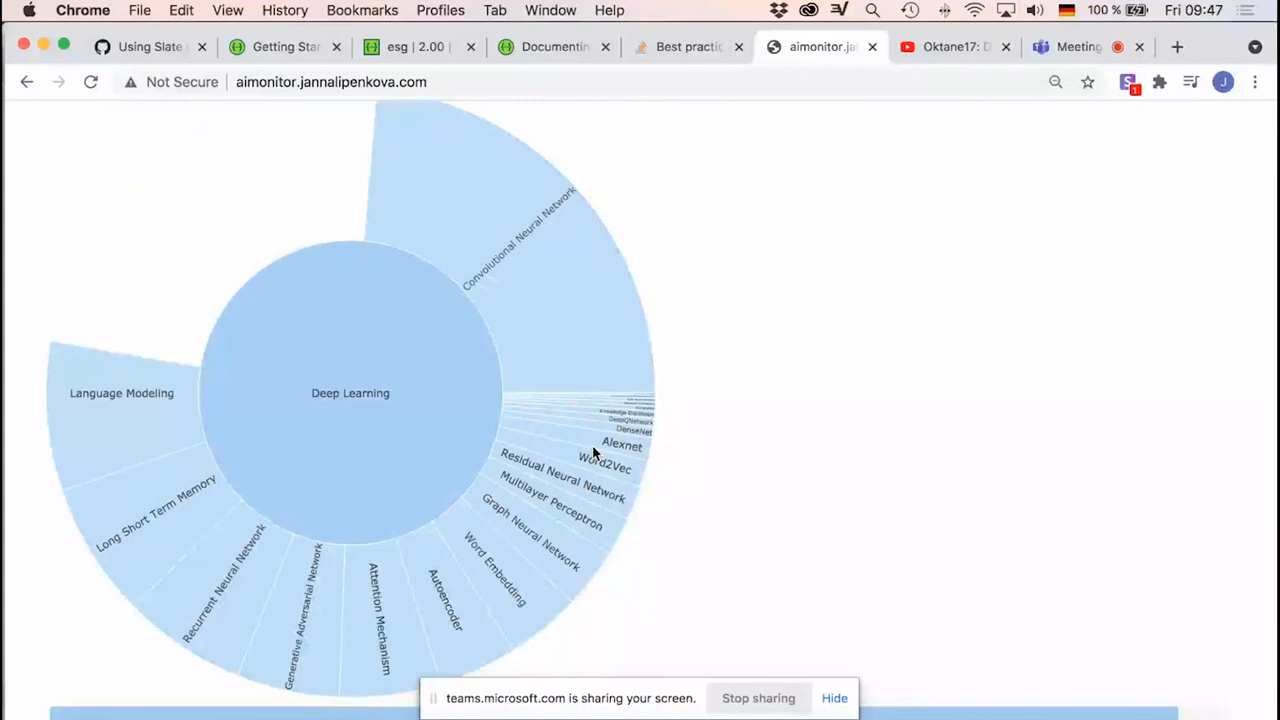 Chrome File Edit View History Bookmarks Profiles Tab Window Help 100 % Fri 09:47
Using Slate Getting Star esg | 2.00 | Documentin Best practic aimonitor.ja Oktane17: D Meeting
Not Secure aimonitor.jannalipenkova.com S 1 J
Convolutional Neural Network
Deep Learning
Language Modeling
Knowledge Distillation
DeepQNetwork
DenseNet
Alexnet
Word2Vec
Residual Neural Network
Multilayer Perceptron
Graph Neural Network
Word Embedding
Autoencoder
Attention Mechanism
Generative Adversarial Network
Recurrent Neural Network
Long Short Term Memory
teams.microsoft.com is sharing your screen. Stop sharing Hide